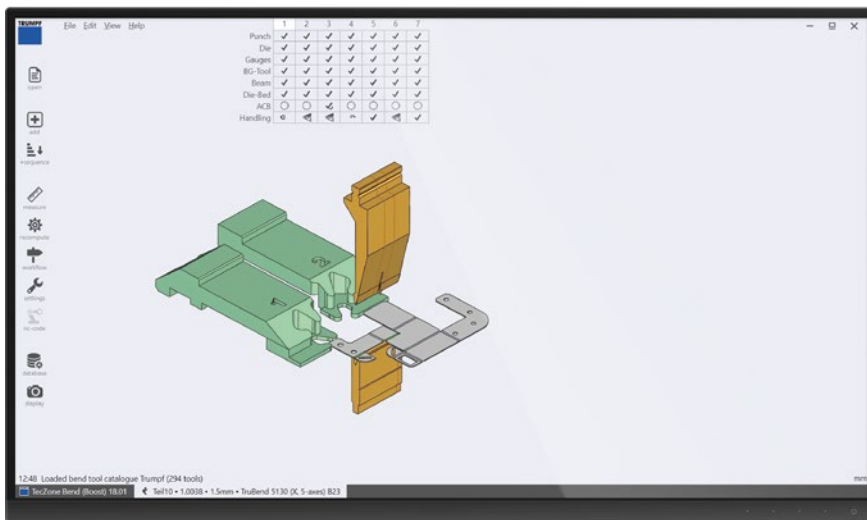 TRUMPF
File Edit View Help
1 2 3 4 5 6 7
Punch
Die
Gauges
BG-Tool
Beam
Die-Bed
ACB
Handling
open
add
+sequence
measure
recompute
workflow
settings
nc-code
database
display
1
2
12:48 Loaded bend tool catalogue Trumpf (294 tools)
mm
TecZone Bend (Boost) 18.01 Teil10 • 1.0038 • 1.5mm • TruBend 5130 (X, 5-axes) B23